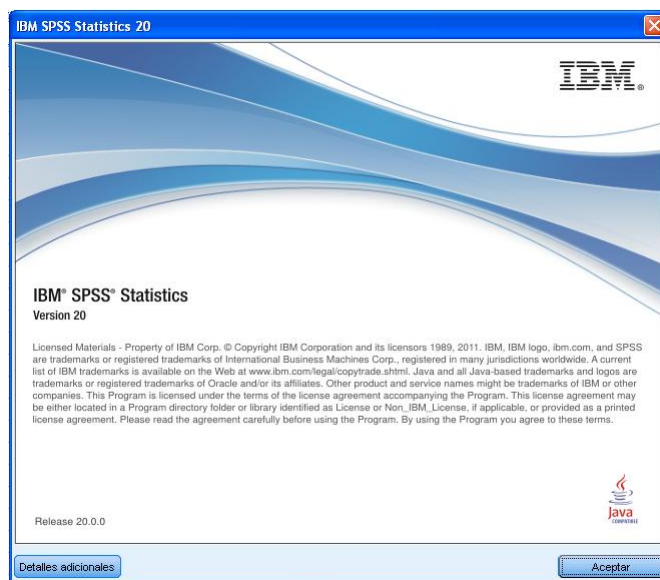 IBM SPSS Statistics 20
IBM®
IBM® SPSS® Statistics
Version 20
Licensed Materials - Property of IBM Corp. © Copyright IBM Corporation and its licensors 1989, 2011. IBM, IBM logo, ibm.com, and SPSS
are trademarks or registered trademarks of International Business Machines Corp., registered in many jurisdictions worldwide. A current
list of IBM trademarks is available on the Web at www.ibm.com/legal/copytrade.shtml. Java and all Java-based trademarks and logos are
trademarks or registered trademarks of Oracle and/or its affiliates. Other product and service names might be trademarks of IBM or other
companies. This Program is licensed under the terms of the license agreement accompanying the Program. This license agreement may
be either located in a Program directory folder or library identified as License or Non_IBM_License, if applicable, or provided as a printed
license agreement. Please read the agreement carefully before using the Program. By using the Program you agree to these terms.
Java
COMPATIBLE
Release 20.0.0
Detalles adicionales
Aceptar